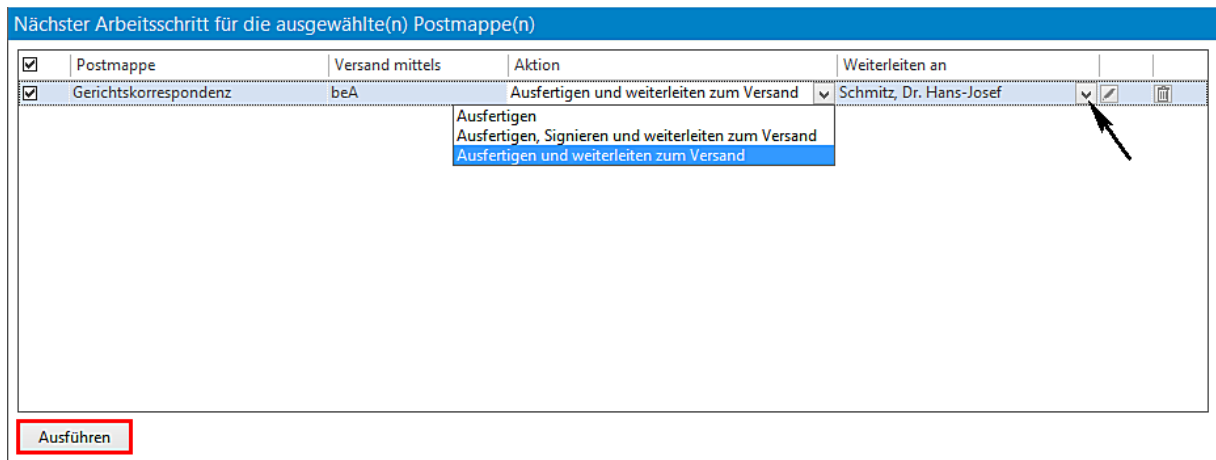 Nächster Arbeitsschritt für die ausgewählte(n) Postmappe(n)
Postmappe Versand mittels Aktion Weiterleiten an
Gerichtskorrespondenz beA Ausfertigen und weiterleiten zum Versand Schmitz, Dr. Hans-Josef
Ausfertigen
Ausfertigen, Signieren und weiterleiten zum Versand
Ausfertigen und weiterleiten zum Versand
Ausführen